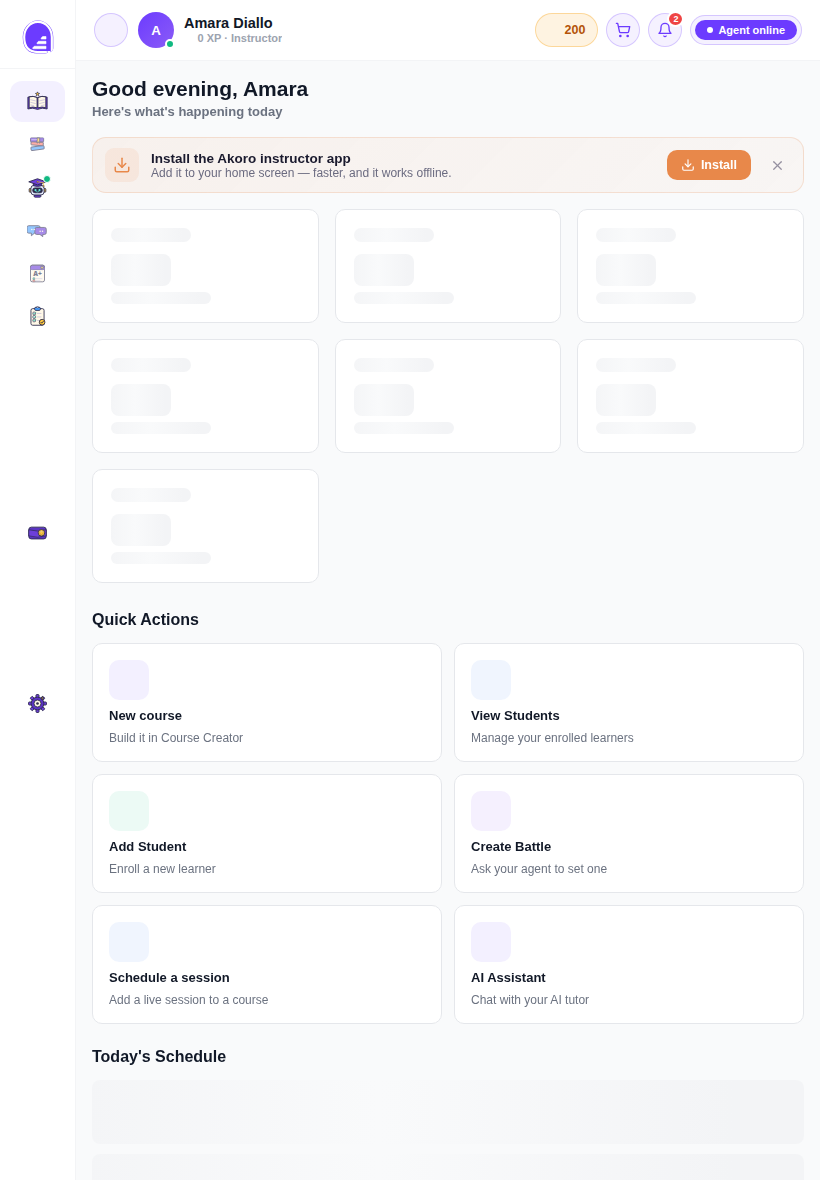 A
Amara Diallo
0 XP · Instructor
200
2
Agent online
Good evening, Amara
Here's what's happening today
Install the Akoro instructor app
Add it to your home screen — faster, and it works offline.
Install
Quick Actions
New course
Build it in Course Creator
View Students
Manage your enrolled learners
Add Student
Enroll a new learner
Create Battle
Ask your agent to set one
Schedule a session
Add a live session to a course
AI Assistant
Chat with your AI tutor
Today's Schedule